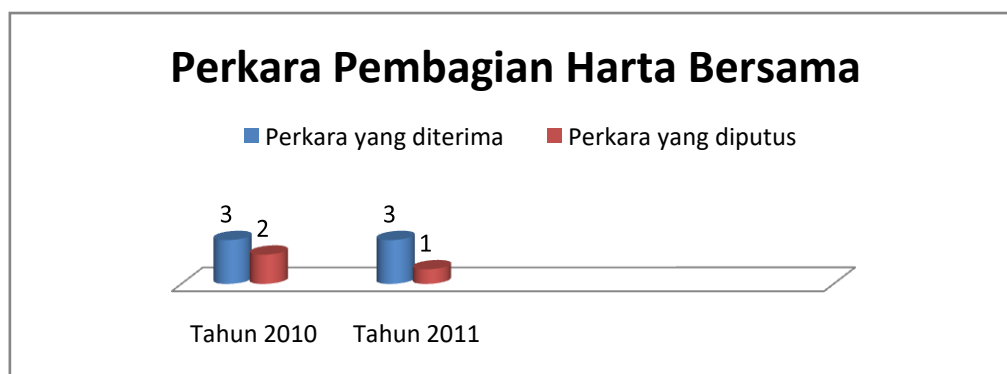 Perkara Pembagian Harta Bersama
Perkara yang diterima Perkara yang diputus
3 2 3 1
Tahun 2010 Tahun 2011